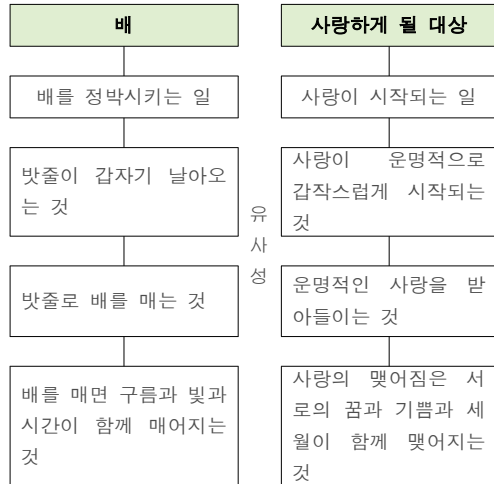 배
배를 정박시키는 일
밧줄이 갑자기 날아오
는 것
밧줄로 배를 매는 것
배를 매면 구름과 빛과
시간이 함께 매어지는
것
유
사
성
사랑하게 될 대상
사랑이 시작되는 일
사랑이 운명적으로
갑작스럽게 시작되는
것
운명적인 사랑을 받
아들이는 것
사랑의 맺어짐은 서
로의 꿈과 기쁨과 세
월이 함께 맺어지는
것